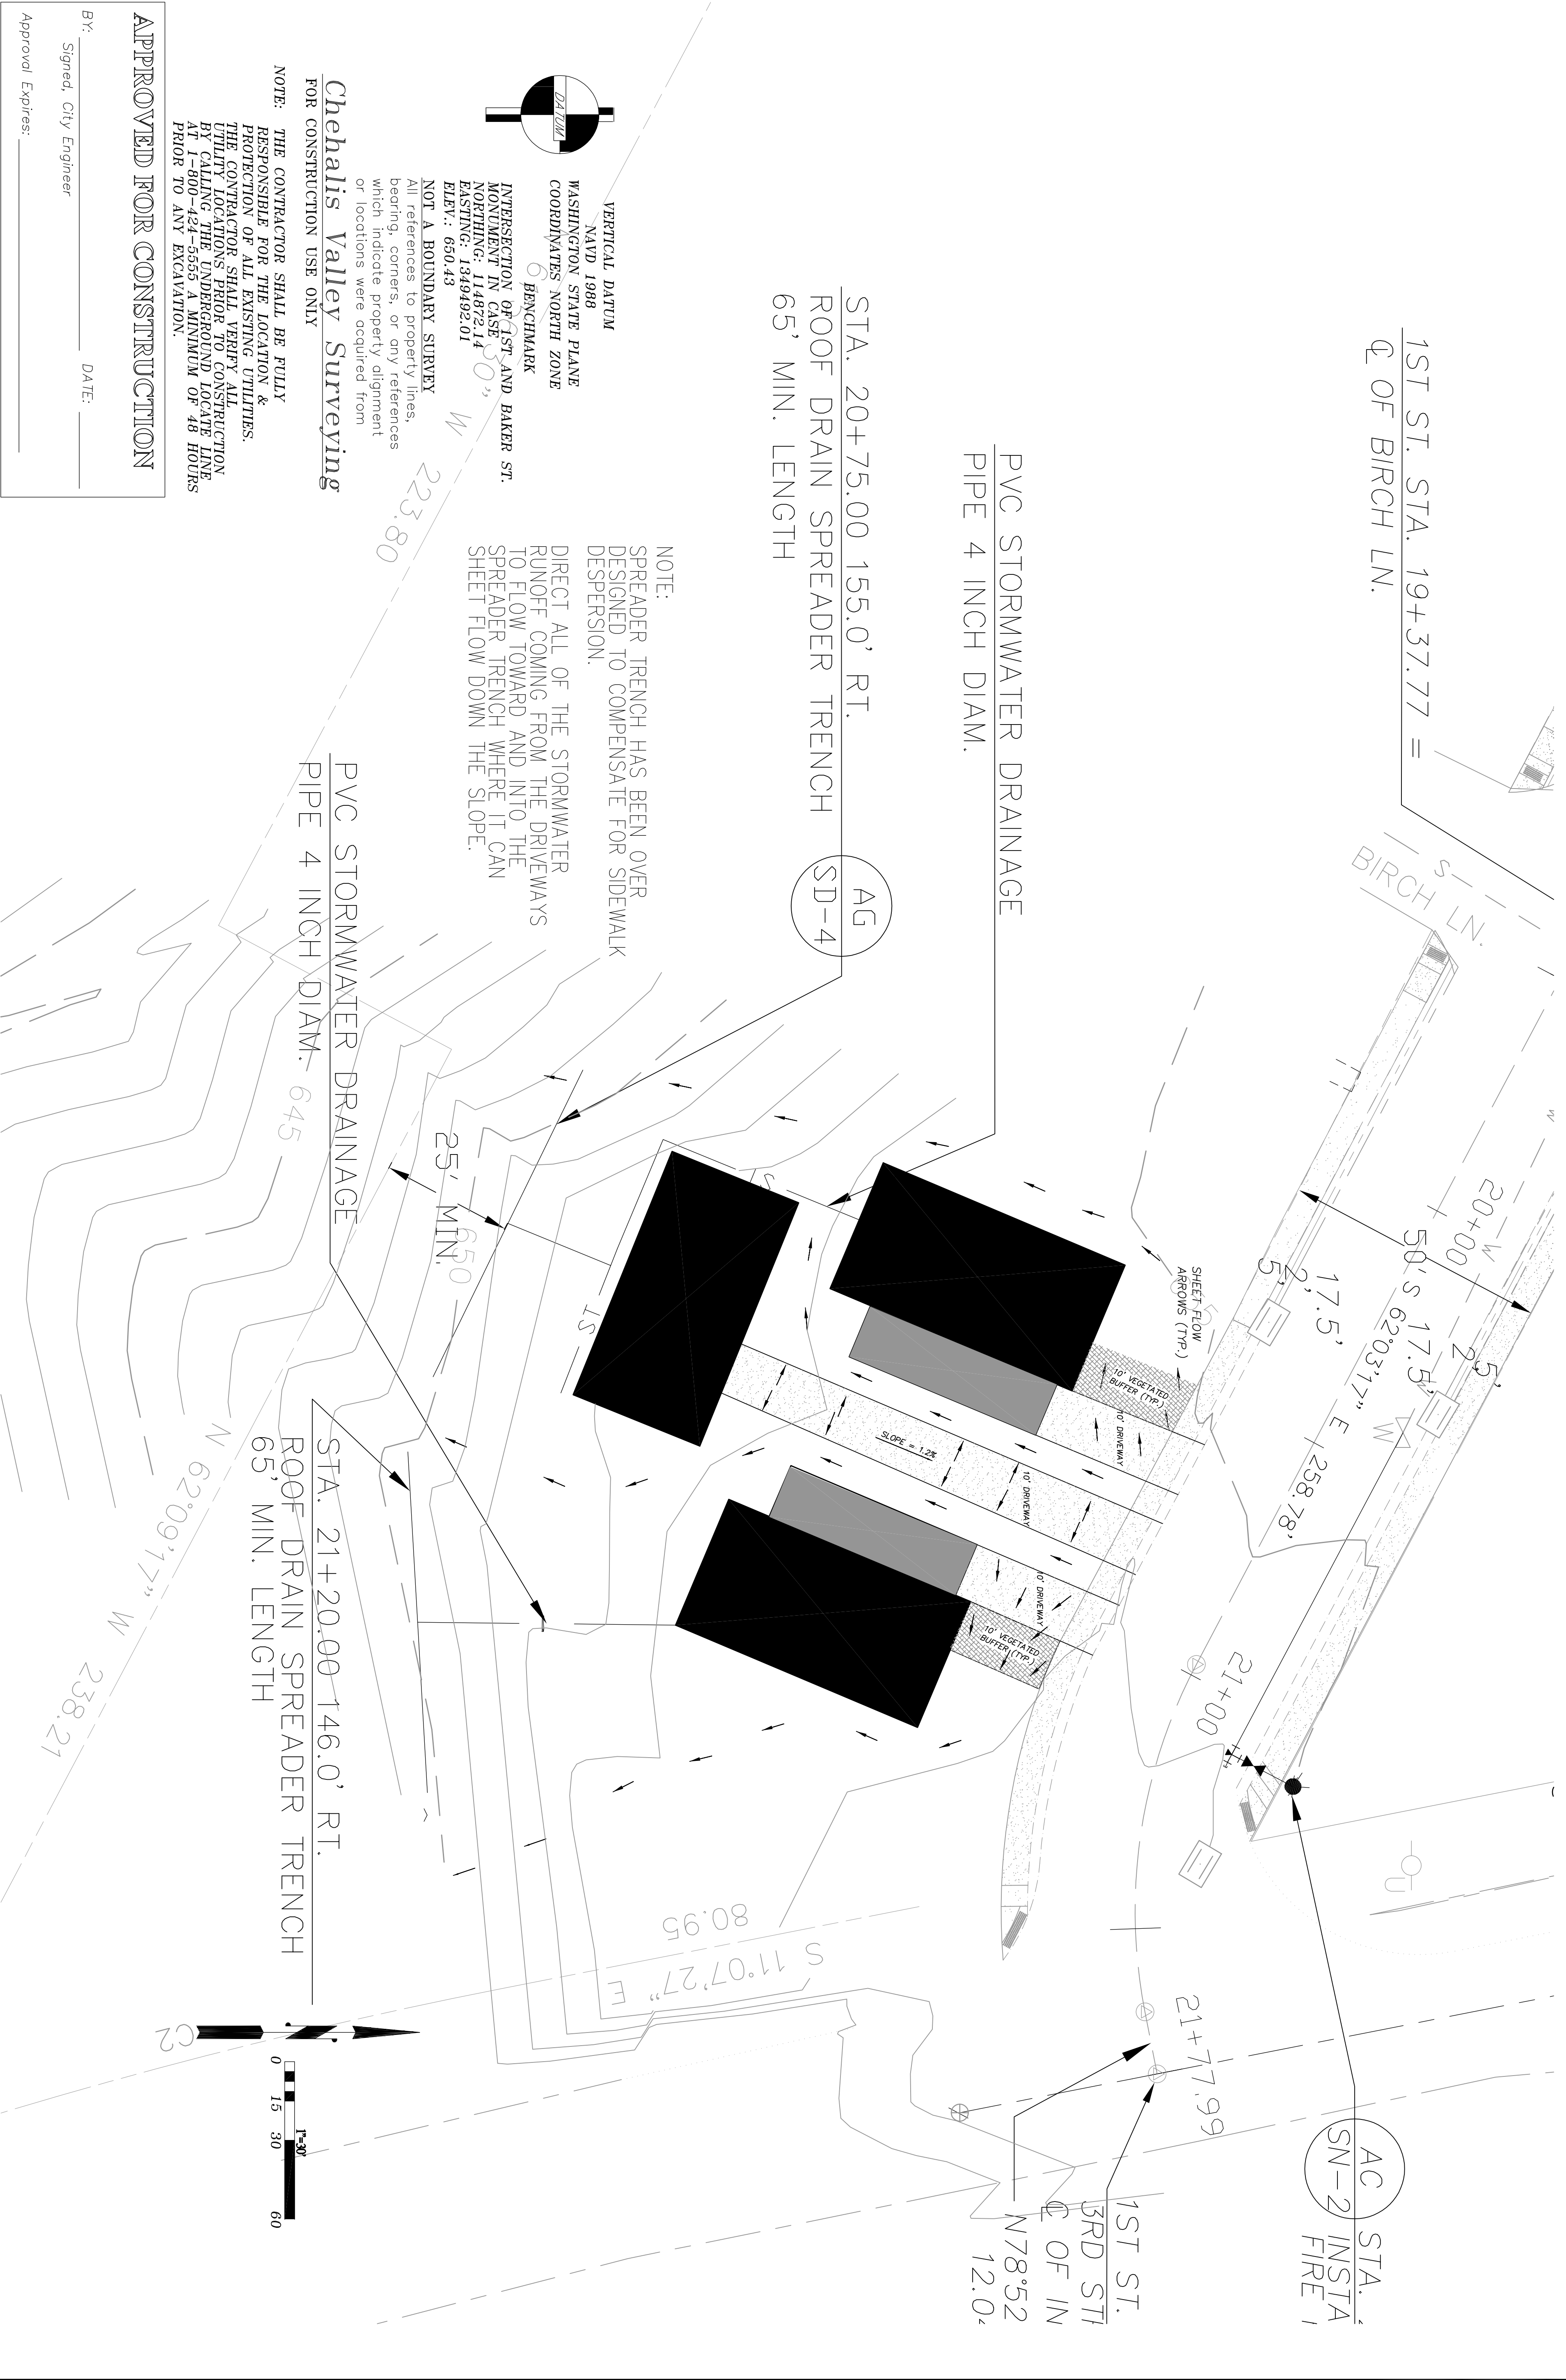 1ST ST. STA. 19+37.77 =
℄ OF BIRCH LN.
S
BIRCH LN.
PVC STORMWATER DRAINAGE
PIPE 4 INCH DIAM.
STA. 20+75.00 155.0' RT.
ROOF DRAIN SPREADER TRENCH
65' MIN. LENGTH
AG
SD-4
NOTE:
SPREADER TRENCH HAS BEEN OVER
DESIGNED TO COMPENSATE FOR SIDEWALK
DESPERSION.
DIRECT ALL OF THE STORMWATER
RUNOFF COMING FROM THE DRIVEWAYS
TO FLOW TOWARD AND INTO THE
SPREADER TRENCH WHERE IT CAN
SHEET FLOW DOWN THE SLOPE.
PVC STORMWATER DRAINAGE
PIPE 4 INCH DIAM.
VERTICAL DATUM
NAVD 1988
WASHINGTON STATE PLANE
COORDINATES NORTH ZONE
BENCHMARK
INTERSECTION OF 1ST AND BAKER ST.
MONUMENT IN CASE
NORTHING: 114872.14
EASTING: 1349492.01
ELEV.: 650.43
DATUM
NOT A BOUNDARY SURVEY
All references to property lines,
bearing, corners, or any references
which indicate property alignment
or locations were acquired from
Chehalis Valley Surveying
FOR CONSTRUCTION USE ONLY
NOTE: THE CONTRACTOR SHALL BE FULLY
RESPONSIBLE FOR THE LOCATION &
PROTECTION OF ALL EXISTING UTILITIES.
THE CONTRACTOR SHALL VERIFY ALL
UTILITY LOCATIONS PRIOR TO CONSTRUCTION
BY CALLING THE UNDERGROUND LOCATE LINE
AT 1-800-424-5555 A MINIMUM OF 48 HOURS
PRIOR TO ANY EXCAVATION.
APPROVED FOR CONSTRUCTION
BY: DATE:
Signed, City Engineer
Approval Expires:
W 223.80
20+00
W
W
50'
S 62°03'17" E
258.78'
17.5'
17.5'
2'
2'
5'
5'
W
21+00
SHEET FLOW
ARROWS (TYP.)
10' VEGETATED
BUFFER (TYP.)
10' DRIVEWAY
10' DRIVEWAY
10' DRIVEWAY
SLOPE = 1.2%
10' VEGETATED
BUFFER (TYP.)
ST
25' MIN.
650
645
N 62°09'17" W
238.21
STA. 21+20.00 146.0' RT.
ROOF DRAIN SPREADER TRENCH
65' MIN. LENGTH
80.95
S 11°07'27" E
C2
1"=30'
0 15 30 60
21+77.99
U
AC
SN-2
STA.
INSTA
FIRE
1ST ST.
3RD ST
℄ OF IN
N78°52
12.0